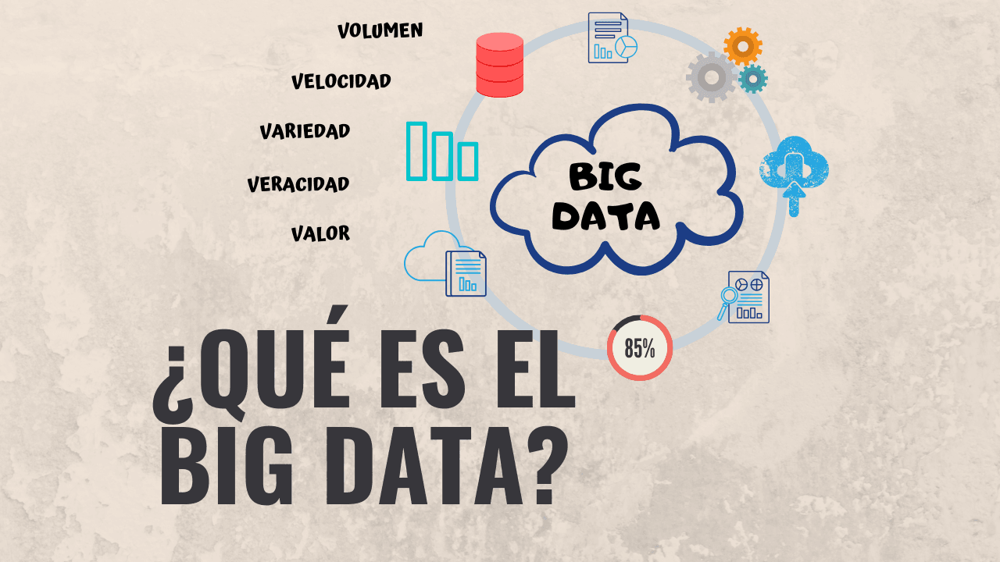 VOLUMEN
VELOCIDAD
VARIEDAD
VERACIDAD
VALOR
BIG
DATA
85%
¿QUÉ ES EL
BIG DATA?